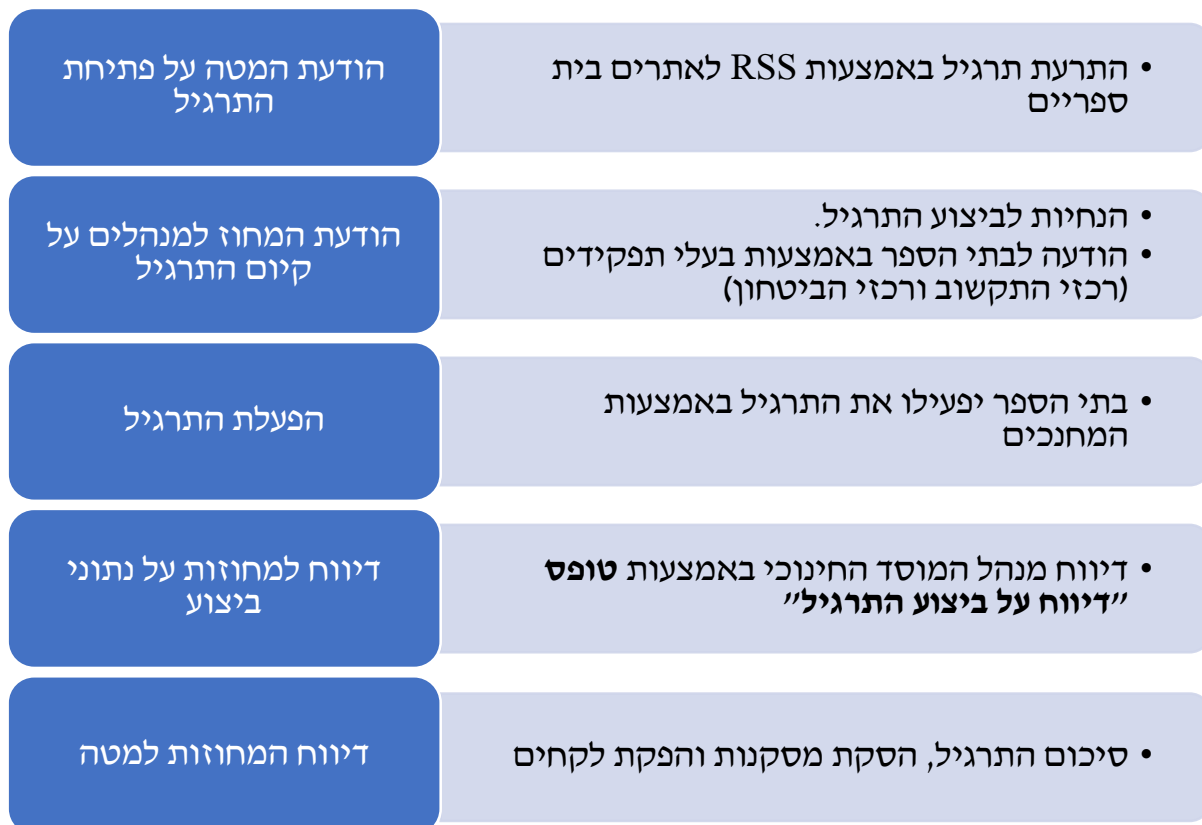 הודעת המטה על פתיחת
התרגיל
• התרעת תרגיל באמצעות RSS לאתרים בית
ספריים
הודעת המחוז למנהלים על
קיום התרגיל
• הנחיות לביצוע התרגיל.
• הודעה לבתי הספר באמצעות בעלי תפקידים
(רכזי התקשוב ורכזי הביטחון)
הפעלת התרגיל
• בתי הספר יפעילו את התרגיל באמצעות
המחנכים
דיווח למחוזות על נתוני
ביצוע
• דיווח מנהל המוסד החינוכי באמצעות טופס
"דיווח על ביצוע התרגיל"
דיווח המחוזות למטה
• סיכום התרגיל, הסקת מסקנות והפקת לקחים